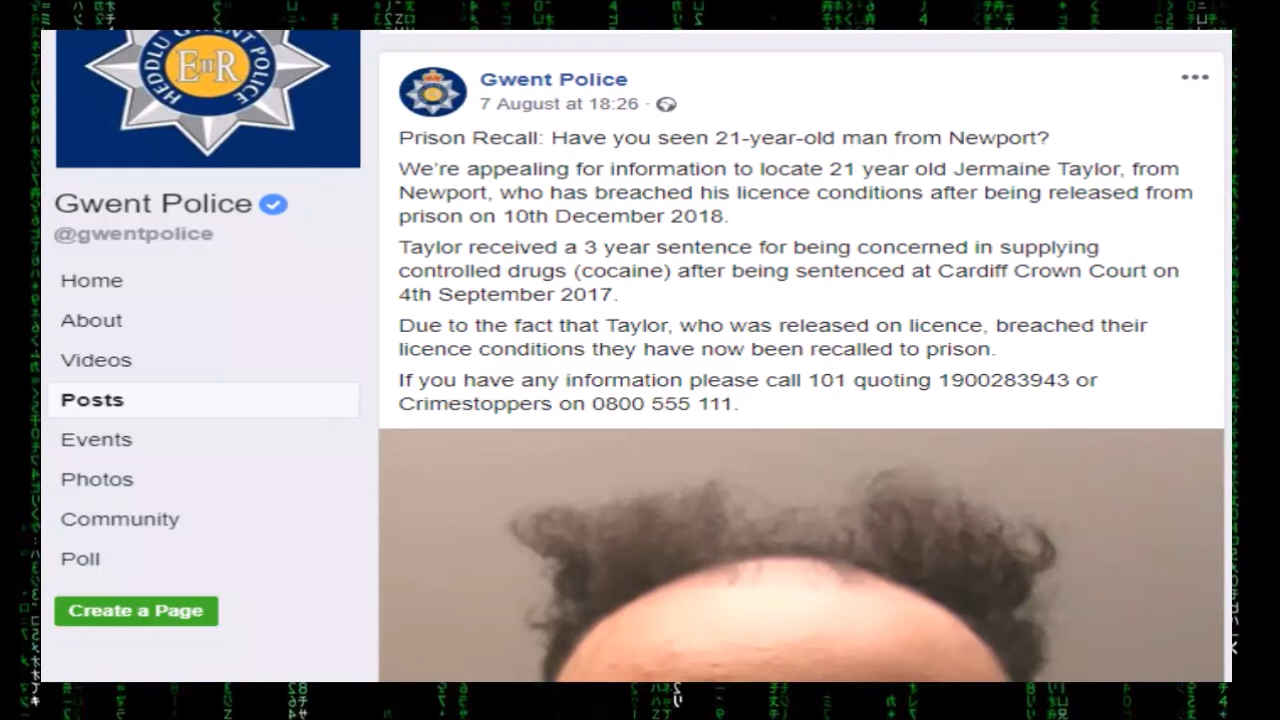 HEDDLU GWENT POLICE
EIIR
Gwent Police
@gwentpolice
Home
About
Videos
Posts
Events
Photos
Community
Poll
Create a Page
Gwent Police
7 August at 18:26 ·
Prison Recall: Have you seen 21-year-old man from Newport?
We're appealing for information to locate 21 year old Jermaine Taylor, from
Newport, who has breached his licence conditions after being released from
prison on 10th December 2018.
Taylor received a 3 year sentence for being concerned in supplying
controlled drugs (cocaine) after being sentenced at Cardiff Crown Court on
4th September 2017.
Due to the fact that Taylor, who was released on licence, breached their
licence conditions they have now been recalled to prison.
If you have any information please call 101 quoting 1900283943 or
Crimestoppers on 0800 555 111.